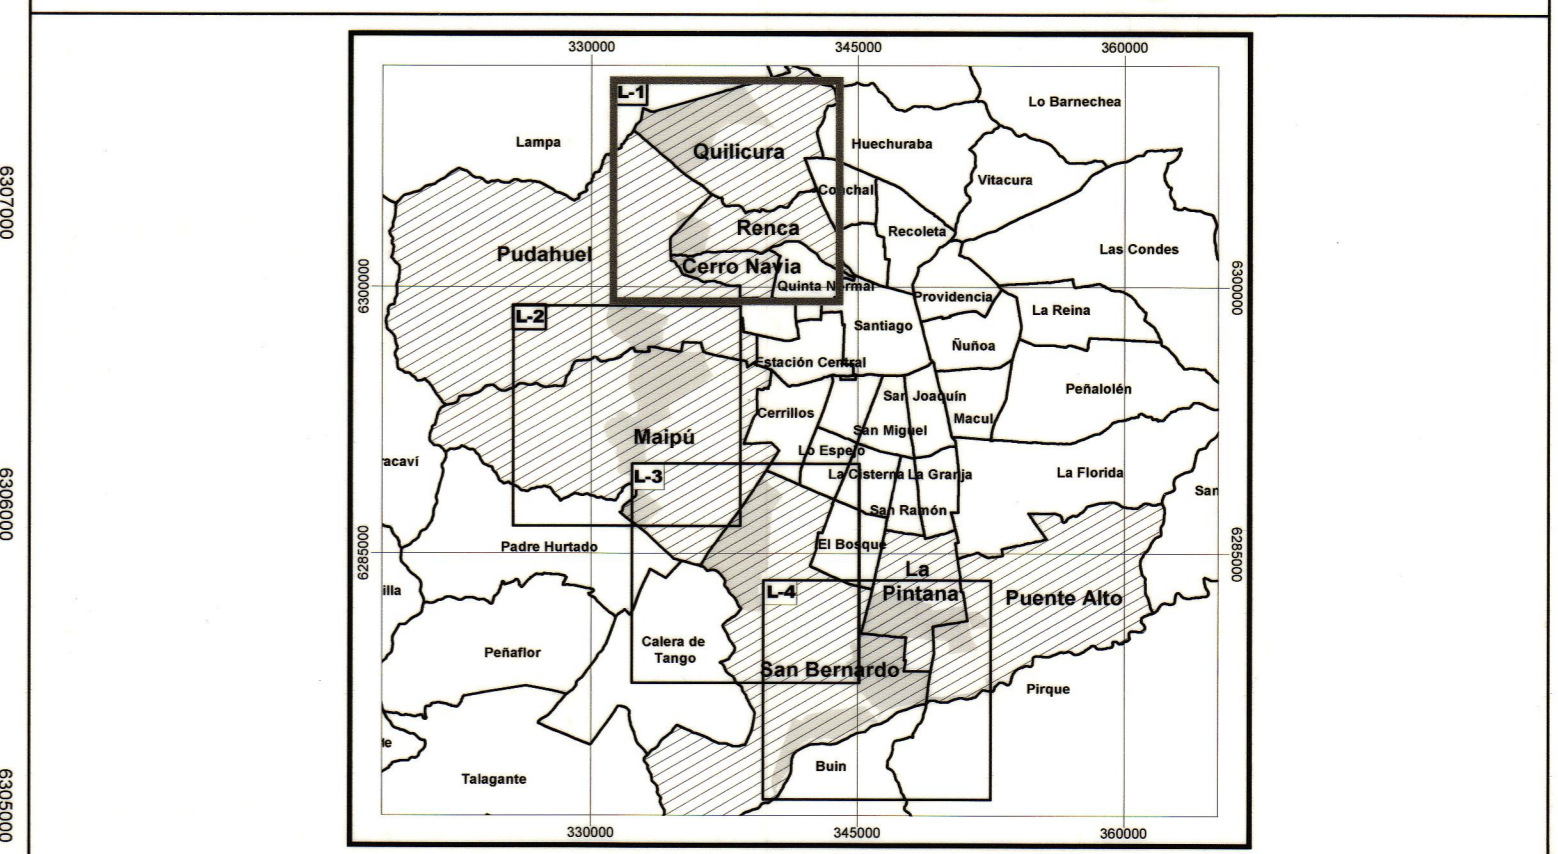 330000 345000 360000
L-1
Lo Barnechea
Lampa
Quilicura
Huechuraba
Vitacura
Conchal
6307000
Renca
Recoleta
Pudahuel
Las Condes
Cerro Navia
Quinta Normal
6300000
Providencia
6300000
La Reina
L-2
Santiago
Ñuñoa
Estación Central
Peñalolén
San Joaquín
Cerrillos
Macul
San Miguel
Maipú
Lo Espejo
racaví
La Cisterna La Granja
La Florida
L-3
San
6306000
San Ramón
El Bosque
Padre Hurtado
6285000
6285000
La
Pintana
illa
L-4
Puente Alto
Calera de
Tango
Peñaflor
San Bernardo
Pirque
le
Buin
Talagante
6305000
330000 345000 360000